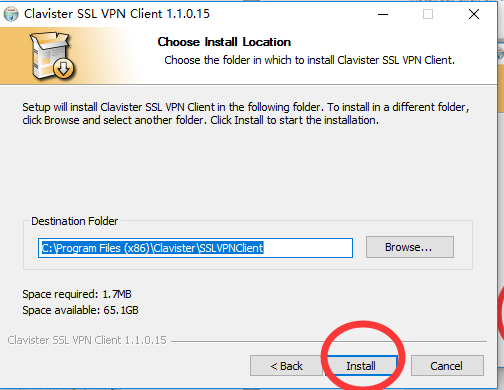 Clavister SSL VPN Client 1.1.0.15
Choose Install Location
Choose the folder in which to install Clavister SSL VPN Client.
Setup will install Clavister SSL VPN Client in the following folder. To install in a different folder,
click Browse and select another folder. Click Install to start the installation.
Destination Folder
C:\Program Files (x86)\Clavister\SSLVPNClient
Browse...
Space required: 1.7MB
Space available: 65.1GB
Clavister SSL VPN Client 1.1.0.15
< Back
Install
Cancel